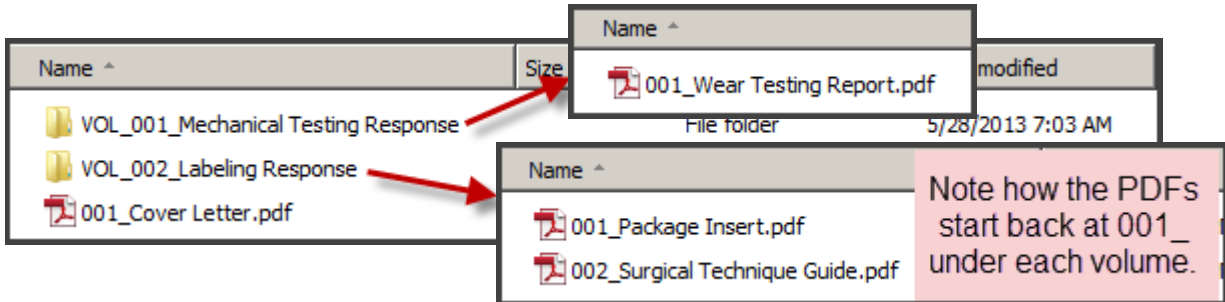 Name
Size
modified
VOL_001_Mechanical Testing Response
File folder
5/28/2013 7:03 AM
VOL_002_Labeling Response
001_Cover Letter.pdf
Name
001_Wear Testing Report.pdf
Name
001_Package Insert.pdf
002_Surgical Technique Guide.pdf
Note how the PDFs
start back at 001_
under each volume.